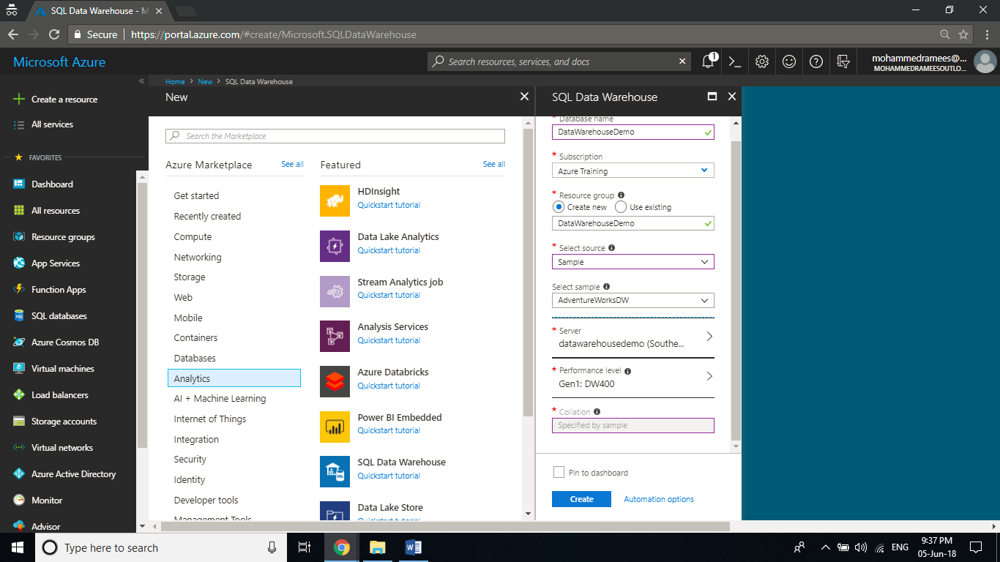 SQL Data Warehouse - M
Secure
https://portal.azure.com/#create/Microsoft.SQLDataWarehouse
Microsoft Azure
Search resources, services, and docs
1
mohammedramees@...
MOHAMMEDRAMEESOUTLO...
Create a resource
All services
FAVORITES
Dashboard
All resources
Resource groups
App Services
Function Apps
SQL databases
Azure Cosmos DB
Virtual machines
Load balancers
Storage accounts
Virtual networks
Azure Active Directory
Monitor
Advisor
Home > New > SQL Data Warehouse
New
Search the Marketplace
Azure Marketplace
See all
Get started
Recently created
Compute
Networking
Storage
Web
Mobile
Containers
Databases
Analytics
AI + Machine Learning
Internet of Things
Integration
Security
Identity
Developer tools
Management Tools
Featured
See all
HDInsight
Quickstart tutorial
Data Lake Analytics
Quickstart tutorial
Stream Analytics job
Quickstart tutorial
Analysis Services
Quickstart tutorial
Azure Databricks
Quickstart tutorial
Power BI Embedded
Quickstart tutorial
SQL Data Warehouse
Quickstart tutorial
Data Lake Store
Quickstart tutorial
SQL Data Warehouse
* Database name
DataWarehouseDemo
* Subscription
Azure Training
* Resource group
Create new
Use existing
DataWarehouseDemo
* Select source
Sample
Select sample
AdventureWorksDW
* Server
datawarehousedemo (Southe...
* Performance level
Gen1: DW400
* Collation
Specified by sample
Pin to dashboard
Create
Automation options
Type here to search
ENG
9:37 PM
05-Jun-18